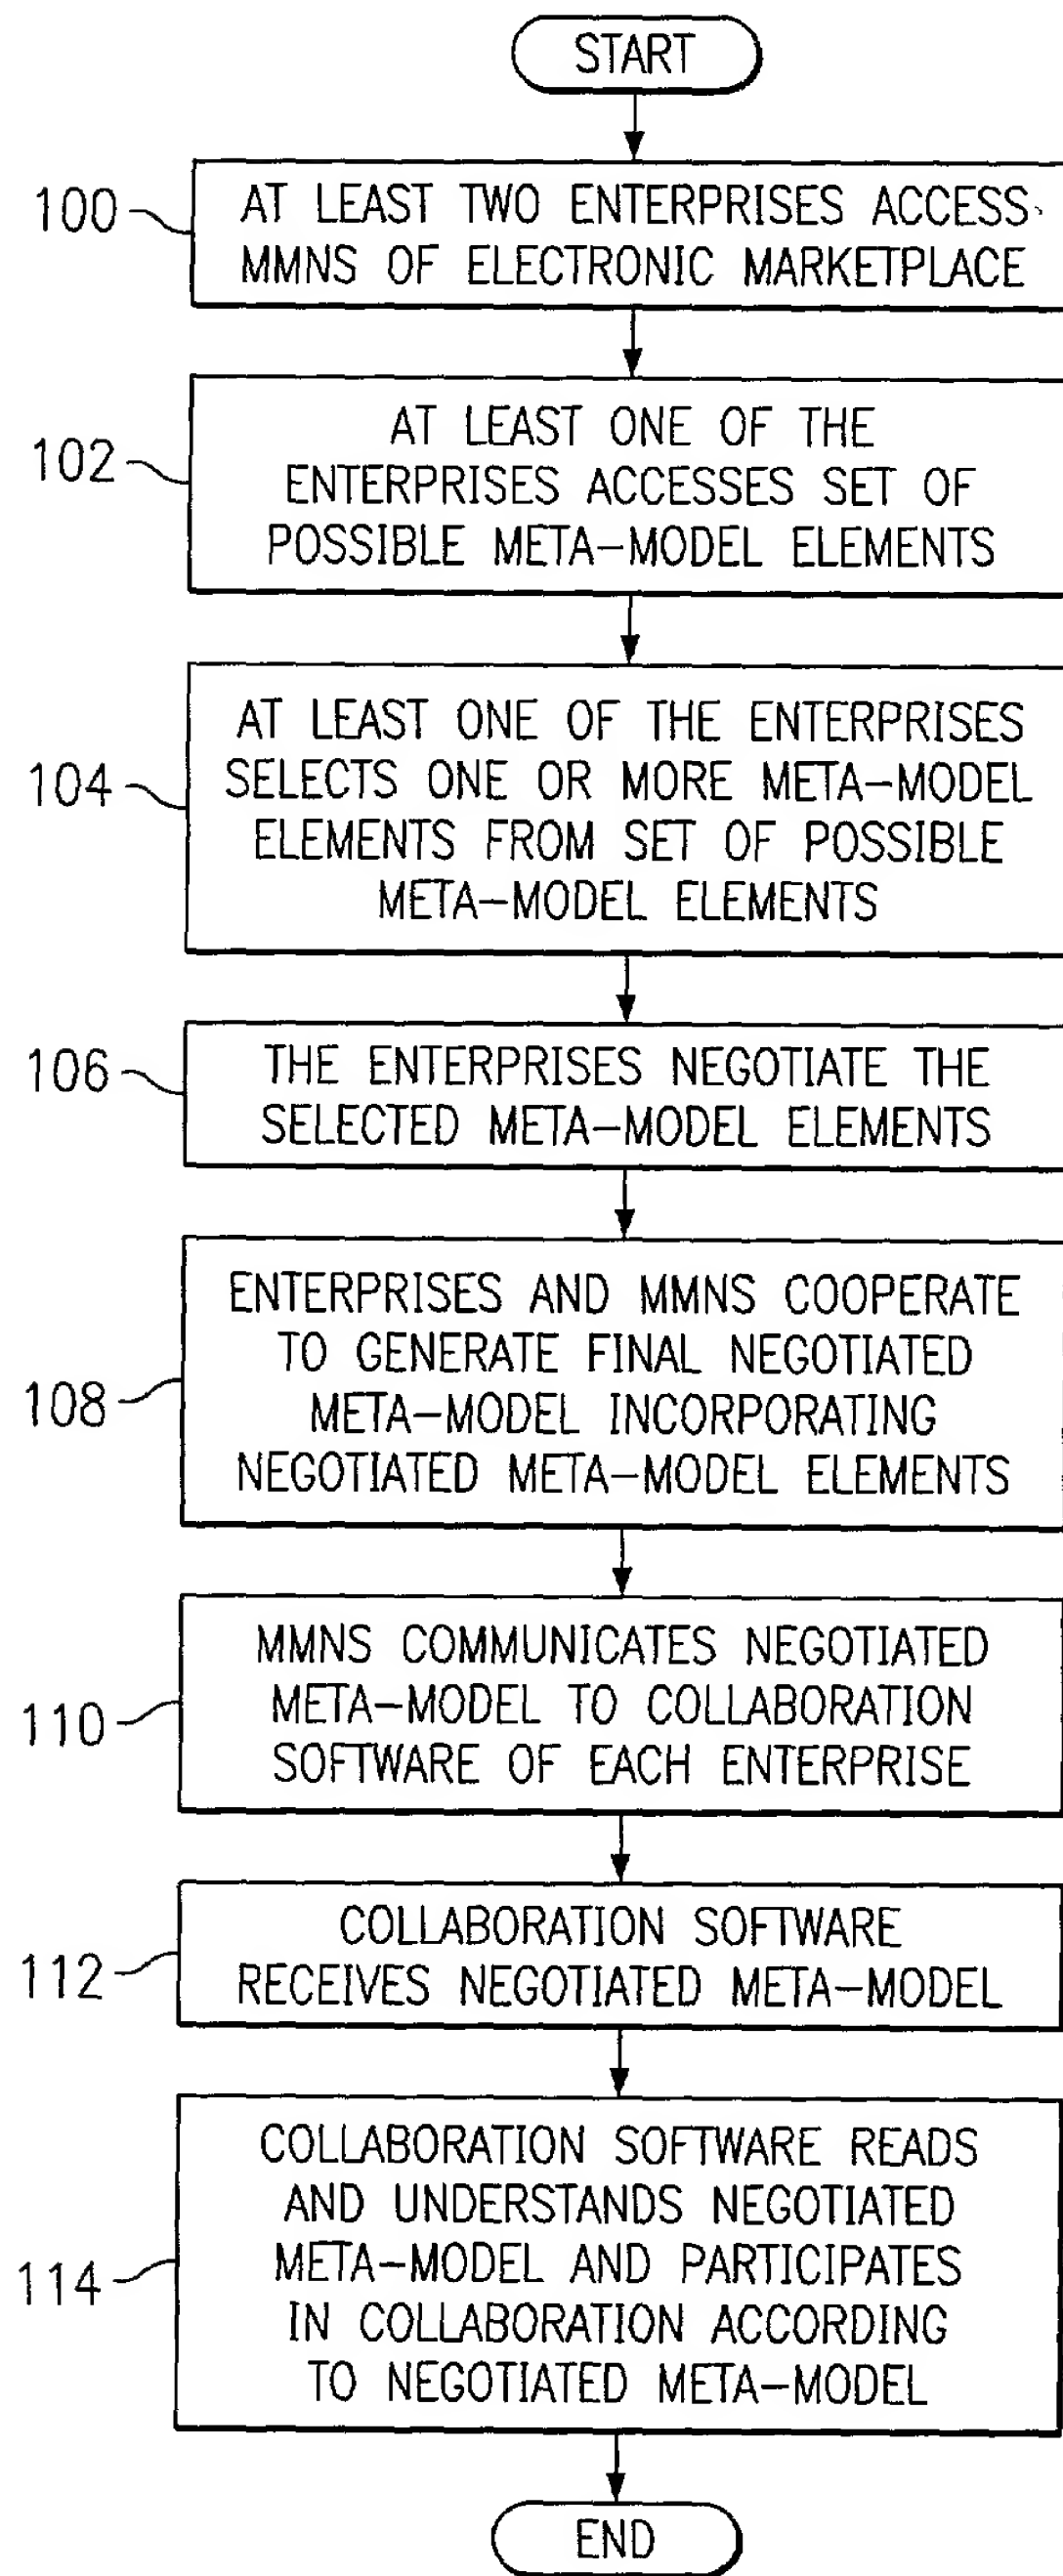 START
100
AT LEAST TWO ENTERPRISES ACCESS
MMNS OF ELECTRONIC MARKETPLACE
102
AT LEAST ONE OF THE
ENTERPRISES ACCESSES SET OF
POSSIBLE META-MODEL ELEMENTS
104
AT LEAST ONE OF THE ENTERPRISES
SELECTS ONE OR MORE META-MODEL
ELEMENTS FROM SET OF POSSIBLE
META-MODEL ELEMENTS
106
THE ENTERPRISES NEGOTIATE THE
SELECTED META-MODEL ELEMENTS
108
ENTERPRISES AND MMNS COOPERATE
TO GENERATE FINAL NEGOTIATED
META-MODEL INCORPORATING
NEGOTIATED META-MODEL ELEMENTS
110
MMNS COMMUNICATES NEGOTIATED
META-MODEL TO COLLABORATION
SOFTWARE OF EACH ENTERPRISE
112
COLLABORATION SOFTWARE
RECEIVES NEGOTIATED META-MODEL
114
COLLABORATION SOFTWARE READS
AND UNDERSTANDS NEGOTIATED
META-MODEL AND PARTICIPATES
IN COLLABORATION ACCORDING
TO NEGOTIATED META-MODEL
END